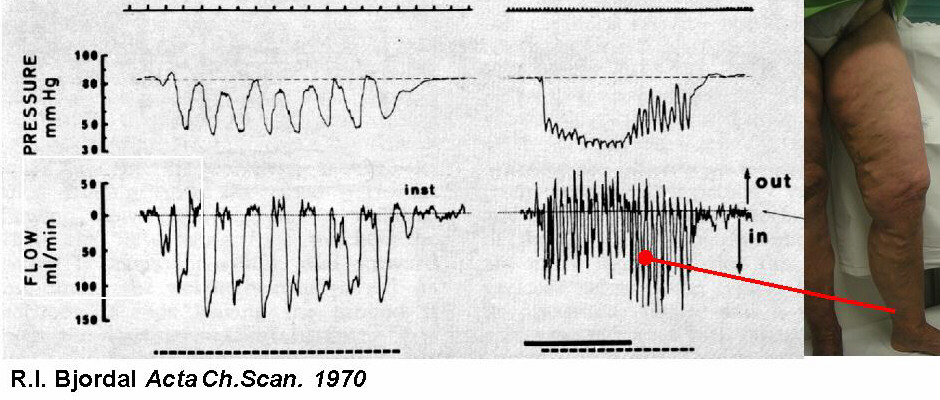 PRESSURE
mm Hg
100
80
50
30
FLOW
ml/min
50
0
50
100
150
inst
out
in
R.I. Bjordal Acta Ch.Scan. 1970